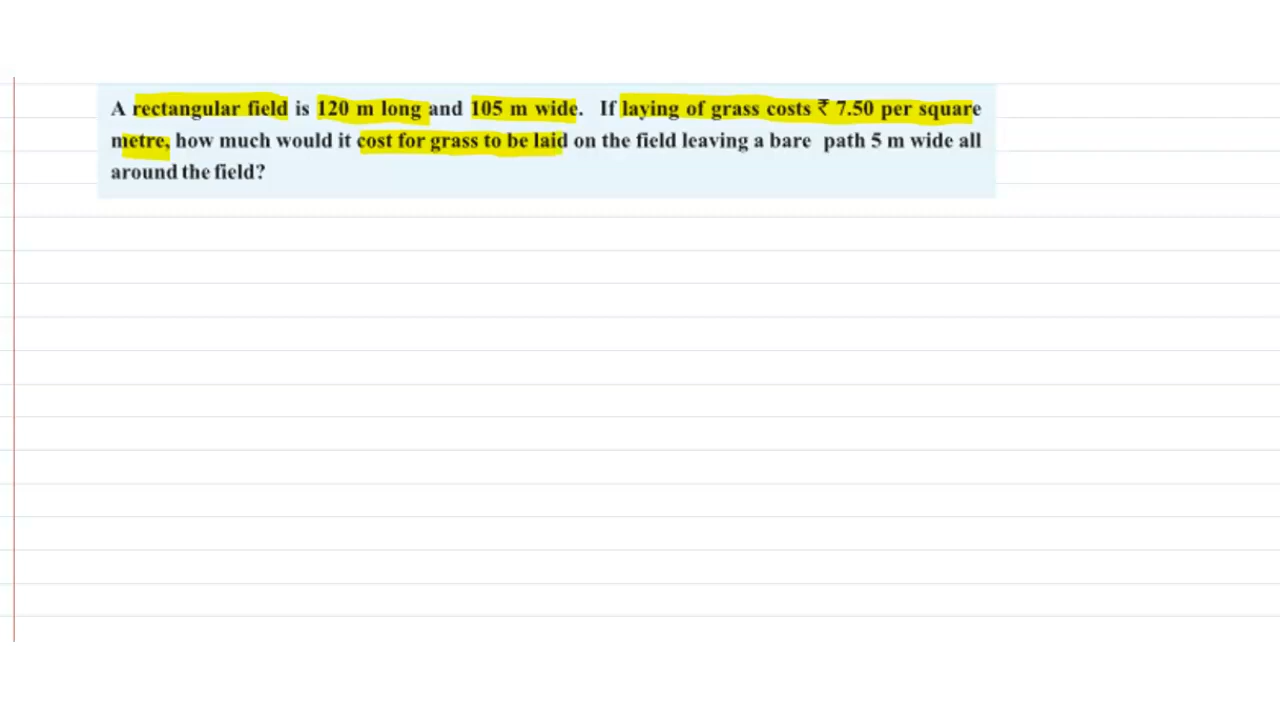 A rectangular field is 120 m long and 105 m wide. If laying of grass costs ₹ 7.50 per square
metre, how much would it cost for grass to be laid on the field leaving a bare path 5 m wide all
around the field?